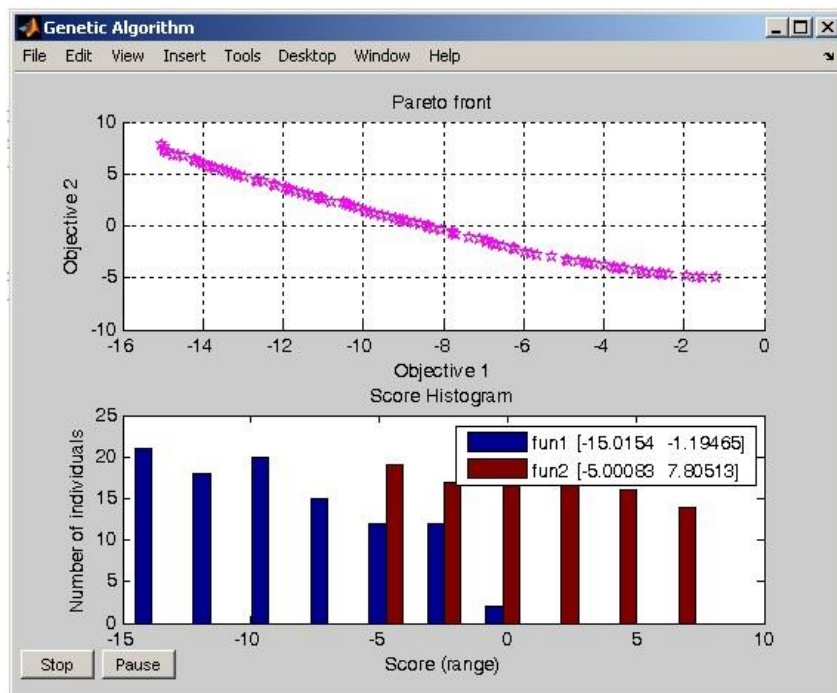 Genetic Algorithm
File Edit View Insert Tools Desktop Window Help
Pareto front
10
5
0
-5
-10
Objective 2
-16 -14 -12 -10 -8 -6 -4 -2 0
Objective 1
Score Histogram
25
20
15
10
5
0
Number of individuals
fun1 [-15.0154 -1.19465]
fun2 [-5.00083 7.80513]
-15 -10 -5 0 5 10
Score (range)
Stop Pause